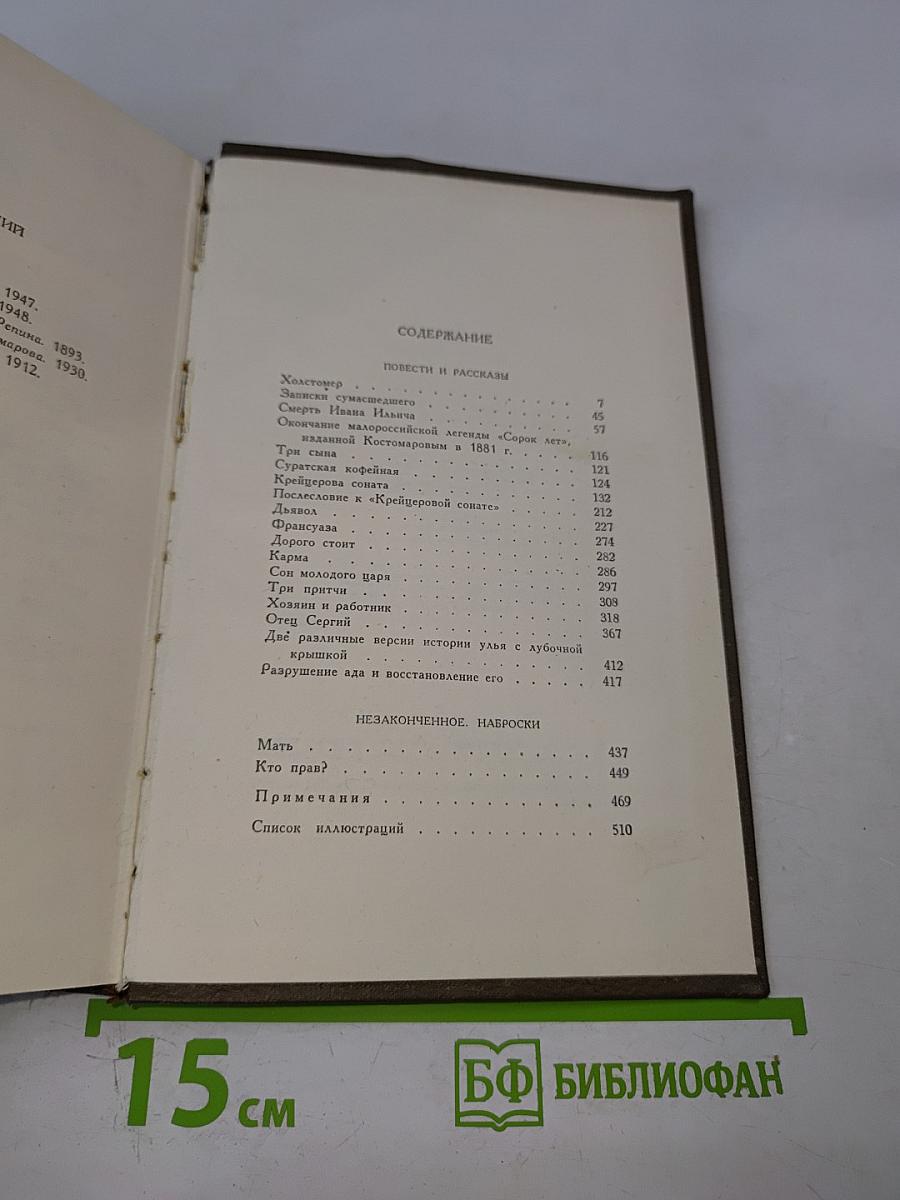 1947.
1948.
Репина. 1893.
1930.
1912.
СОДЕРЖАНИЕ
ПОВЕСТИ И РАССКАЗЫ
Холстомер . . . . . . . . . . . . . . 7
Записки сумасшедшего . . . . . . . . . . 45
Смерть Ивана Ильича . . . . . . . . . . 57
Окончание малороссийской легенды «Сорок лет»,
изданной Костомаровым в 1881 г. . . . . 116
Три сына . . . . . . . . . . . . . . 121
Суратская кофейная . . . . . . . . . . 124
Крейцерова соната . . . . . . . . . . . 132
Послесловие к «Крейцеровой сонате» . . . . . 212
Дьявол . . . . . . . . . . . . . . . 227
Франсуаза . . . . . . . . . . . . . . 274
Дорого стоит . . . . . . . . . . . . . 282
Карма . . . . . . . . . . . . . . . 286
Сон молодого царя . . . . . . . . . . . 297
Три притчи . . . . . . . . . . . . . 308
Хозяин и работник . . . . . . . . . . . 318
Отец Сергий . . . . . . . . . . . . . 367
Две различные версии истории улья с лубочной
крышкой . . . . . . . . . . . . . 412
Разрушение ада и восстановление его . . . . . 417
НЕЗАКОНЧЕННОЕ. НАБРОСКИ
Мать . . . . . . . . . . . . . . . . 437
Кто прав? . . . . . . . . . . . . . . 449
Примечания . . . . . . . . . . . . . 469
Список иллюстраций . . . . . . . . . . . 510
15 см
БФ БИБЛИОФАН